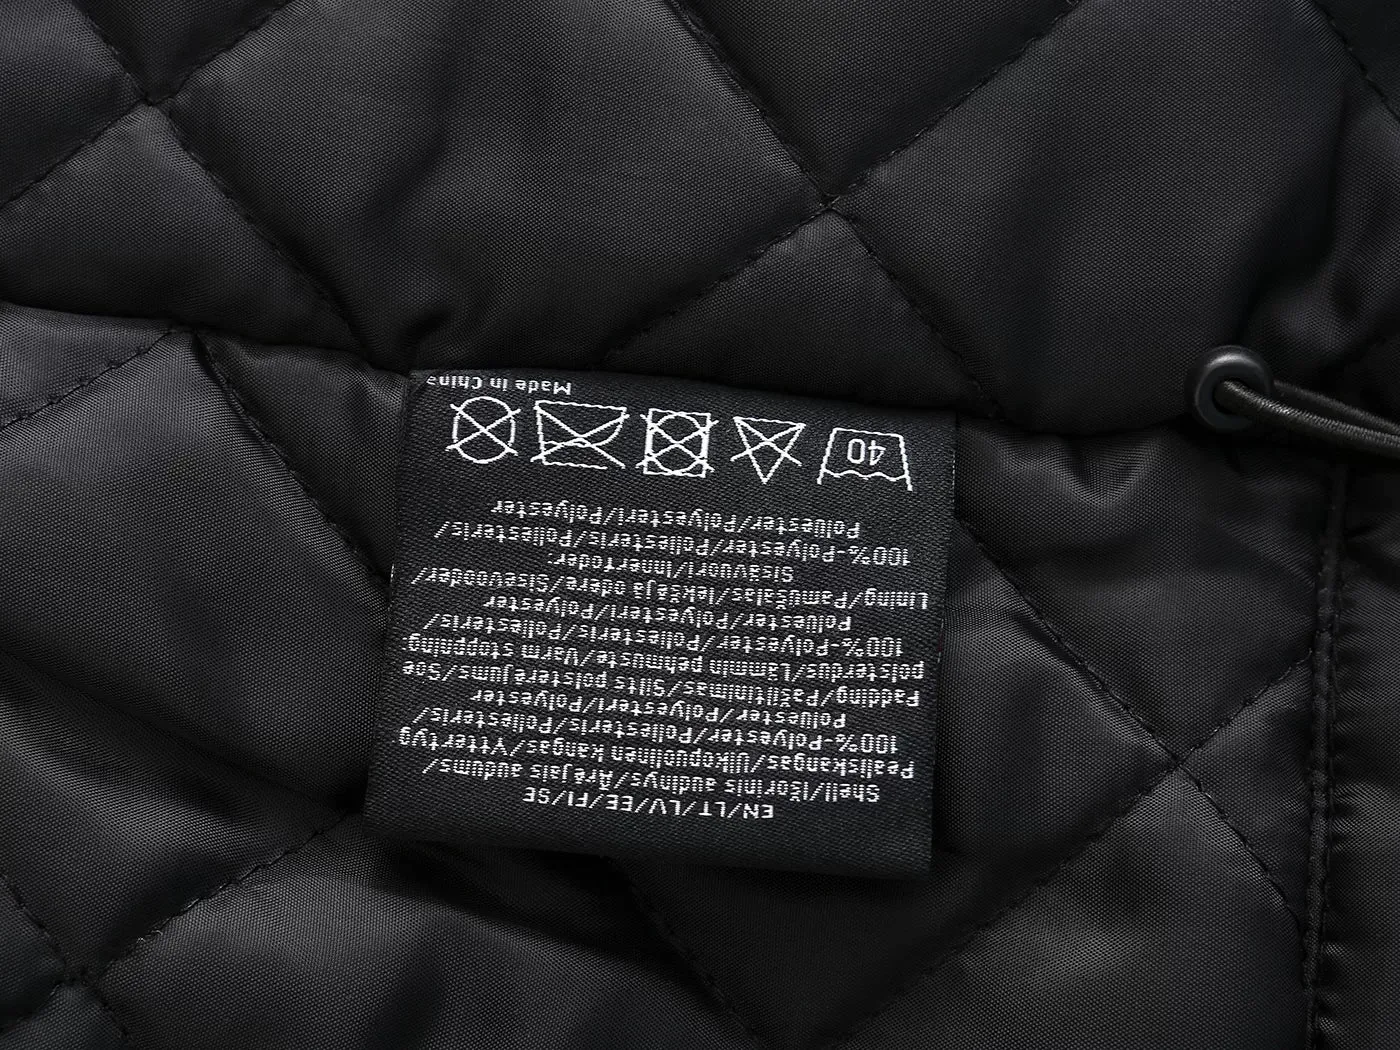 EN/LT/LV/EE/FI/SE
Shell/Išorinis audinys/Ārējais audums/
Pealiskangas/Ulkopuolinen kangas/Yttertyg
100%-Polyester/Poliesteris/Poliesteris/
Polüester/Polyesteri/Polyester
Padding/Pašiltinimas/Silts polsterējums/Soe
polsterdus/Lämmin pehmuste/Varm stoppning:
100%-Polyester/Poliesteris/Poliesteris/
Polüester/Polyesteri/Polyester
Lining/Pamušalas/Iekšējā odere/Sisevooder/
Sisävuori/Innerfoder:
100%-Polyester/Poliesteris/Poliesteris/
Polüester/Polyesteri/Polyester
40
Made in China